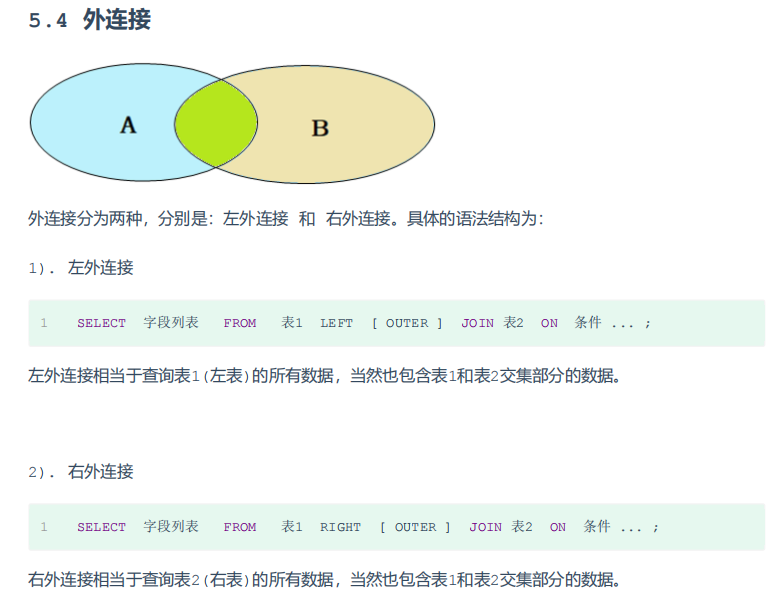 5.4 外连接
A B
外连接分为两种，分别是：左外连接 和 右外连接。具体的语法结构为：
1). 左外连接
1 SELECT 字段列表 FROM 表1 LEFT [ OUTER ] JOIN 表2 ON 条件 ... ;
左外连接相当于查询表1(左表)的所有数据，当然也包含表1和表2交集部分的数据。
2). 右外连接
1 SELECT 字段列表 FROM 表1 RIGHT [ OUTER ] JOIN 表2 ON 条件 ... ;
右外连接相当于查询表2(右表)的所有数据，当然也包含表1和表2交集部分的数据。